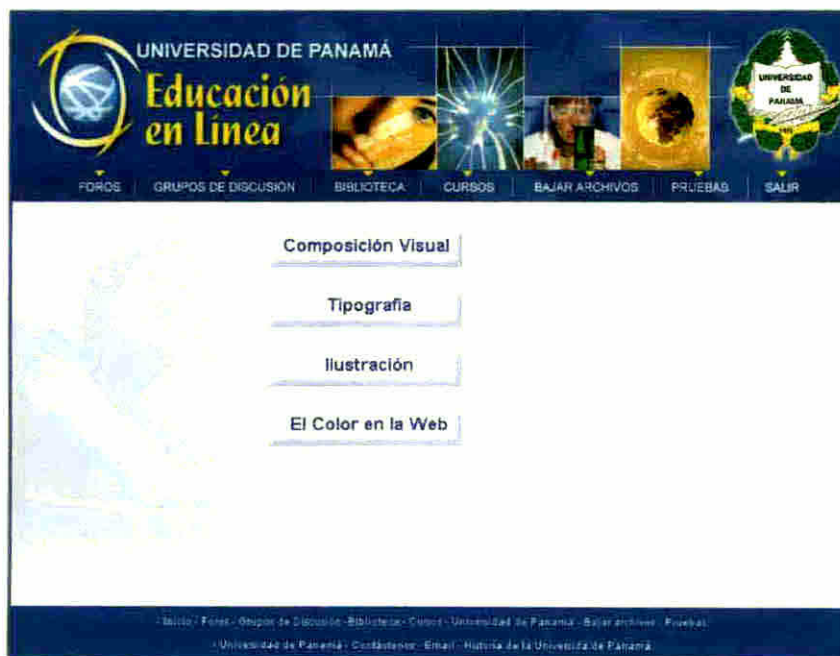 UNIVERSIDAD DE PANAMÁ
Educación
en Línea
UNIVERSIDAD
DE
PANAMÁ
FOROS GRUPOS DE DISCUSIÓN BIBLIOTECA CURSOS BAJAR ARCHIVOS PRUEBAS SALIR
Composición Visual
Tipografia
Ilustración
El Color en la Web
- Inicio - Foros - Grupos de Discusión - Biblioteca - Cursos - Universidad de Panamá - Bajar archivos - Pruebas
- Universidad de Panamá - Contáctenos - Email - Historia de la Universida de Panamá